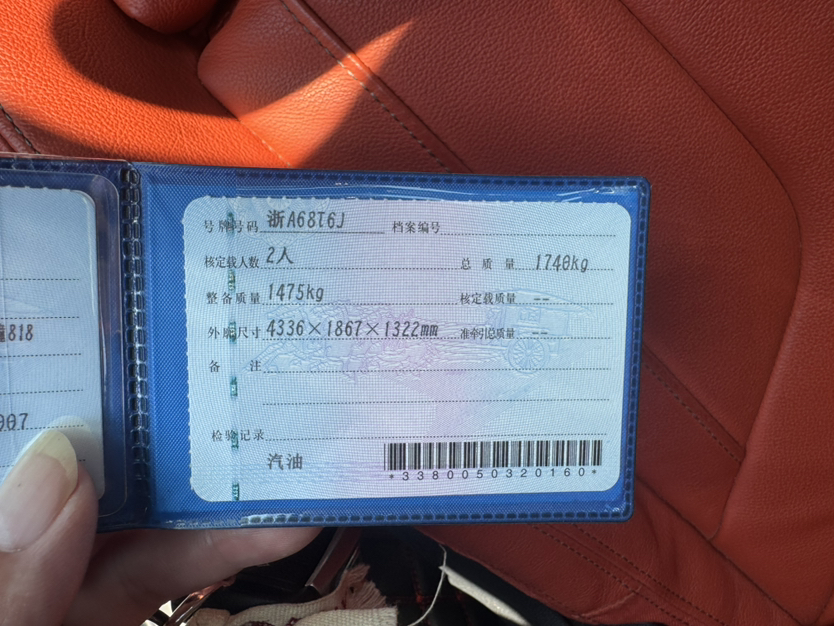 号牌号码 浙A68T6J 档案编号
核定载人数 2人 总质量 1740kg
整备质量 1475kg 核定载质量 --
外廓尺寸 4336×1867×1322mm 准牵引总质量 --
备注
检验记录
汽油
*3380050320160*
818
007